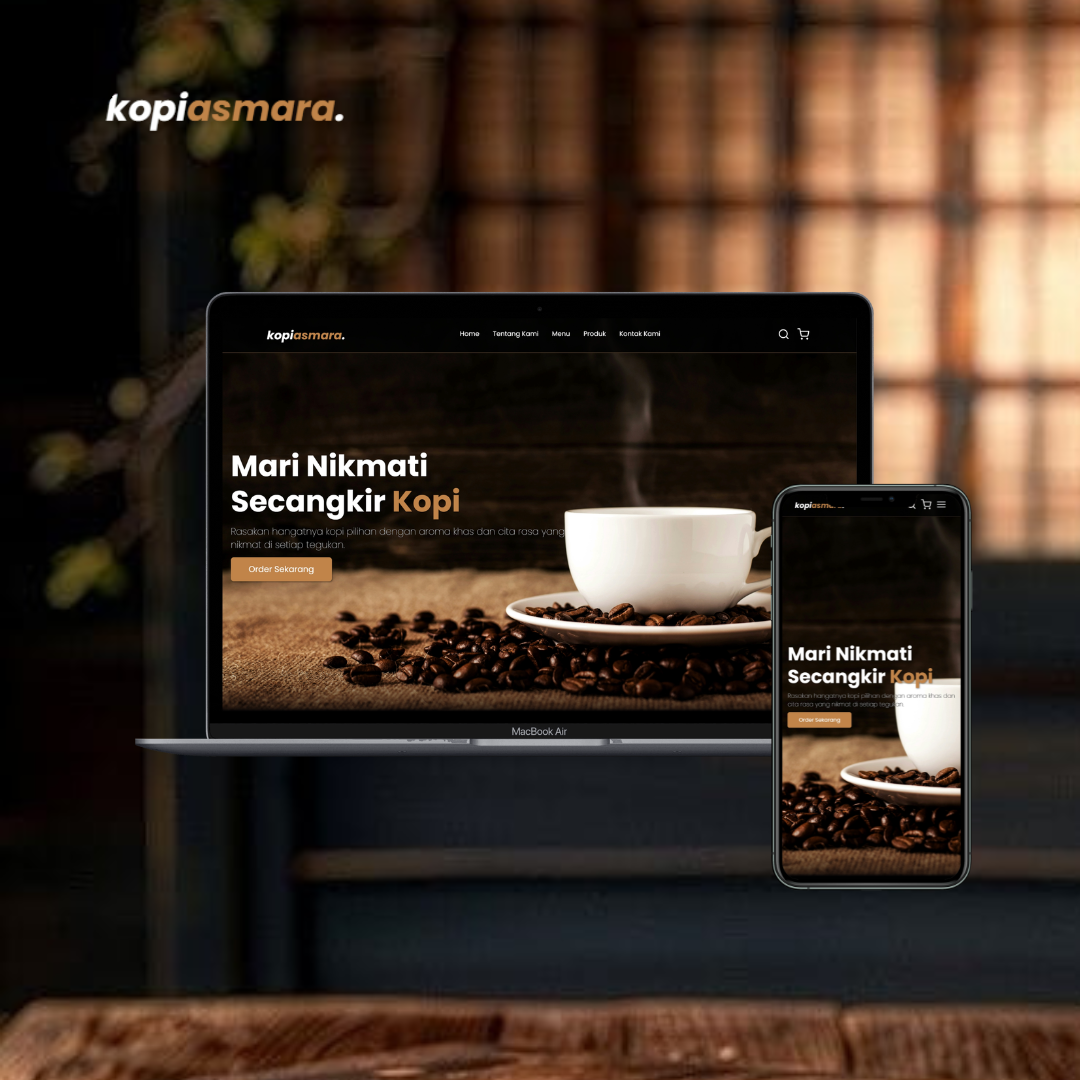 kopiasmara.
kopiasmara.
Home Tentang Kami Menu Produk Kontak Kami
Mari Nikmati
Secangkir Kopi
Rasakan hangatnya kopi pilihan dengan aroma khas dan cita rasa yang
nikmat di setiap tegukan.
Order Sekarang
MacBook Air
Mari Nikmati
Secangkir Kopi
Rasakan hangatnya kopi pilihan dengan aroma khas dan
cita rasa yang nikmat di setiap tegukan.
Order Sekarang